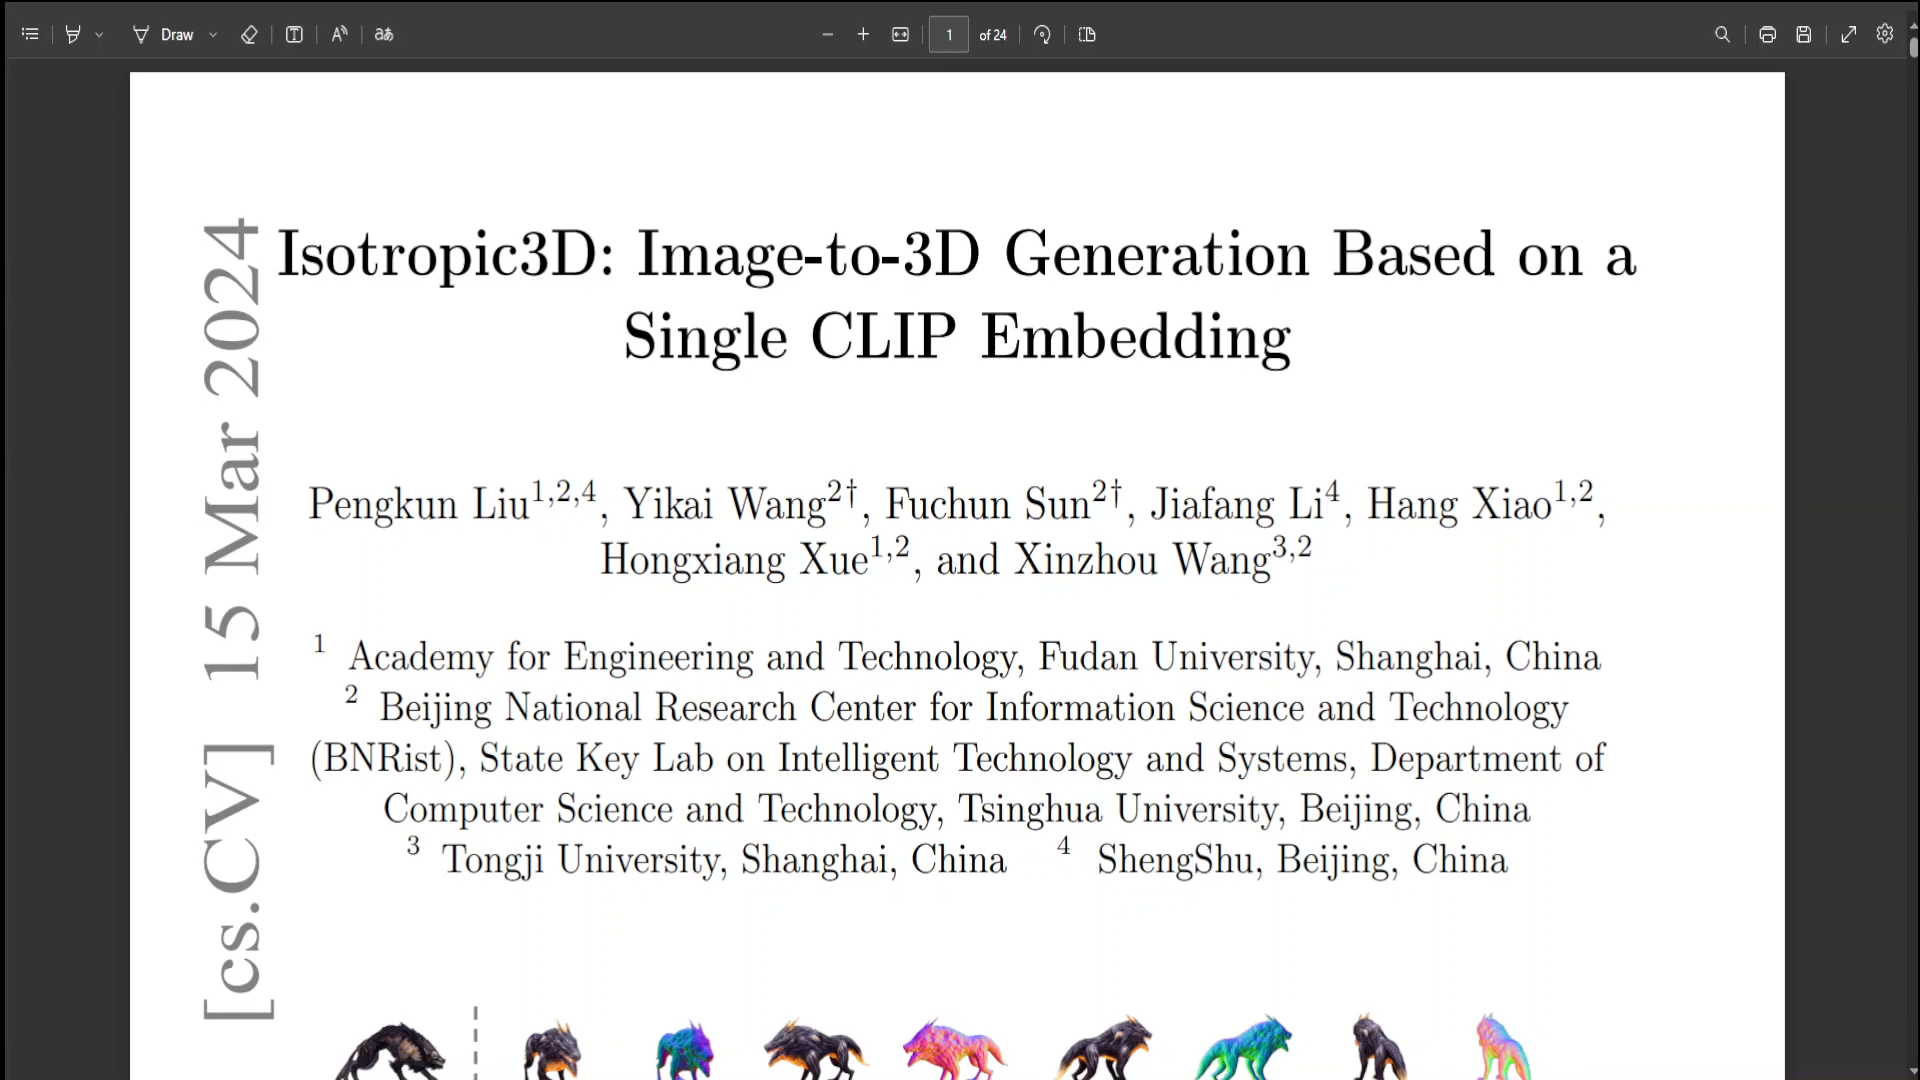 Draw
aあ
1 of 24
[cs.CV] 15 Mar 2024
Isotropic3D: Image-to-3D Generation Based on a
Single CLIP Embedding
Pengkun Liu1,2,4, Yikai Wang2†, Fuchun Sun2†, Jiafang Li4, Hang Xiao1,2,
Hongxiang Xue1,2, and Xinzhou Wang3,2
1 Academy for Engineering and Technology, Fudan University, Shanghai, China
2 Beijing National Research Center for Information Science and Technology
(BNRist), State Key Lab on Intelligent Technology and Systems, Department of
Computer Science and Technology, Tsinghua University, Beijing, China
3 Tongji University, Shanghai, China 4 ShengShu, Beijing, China